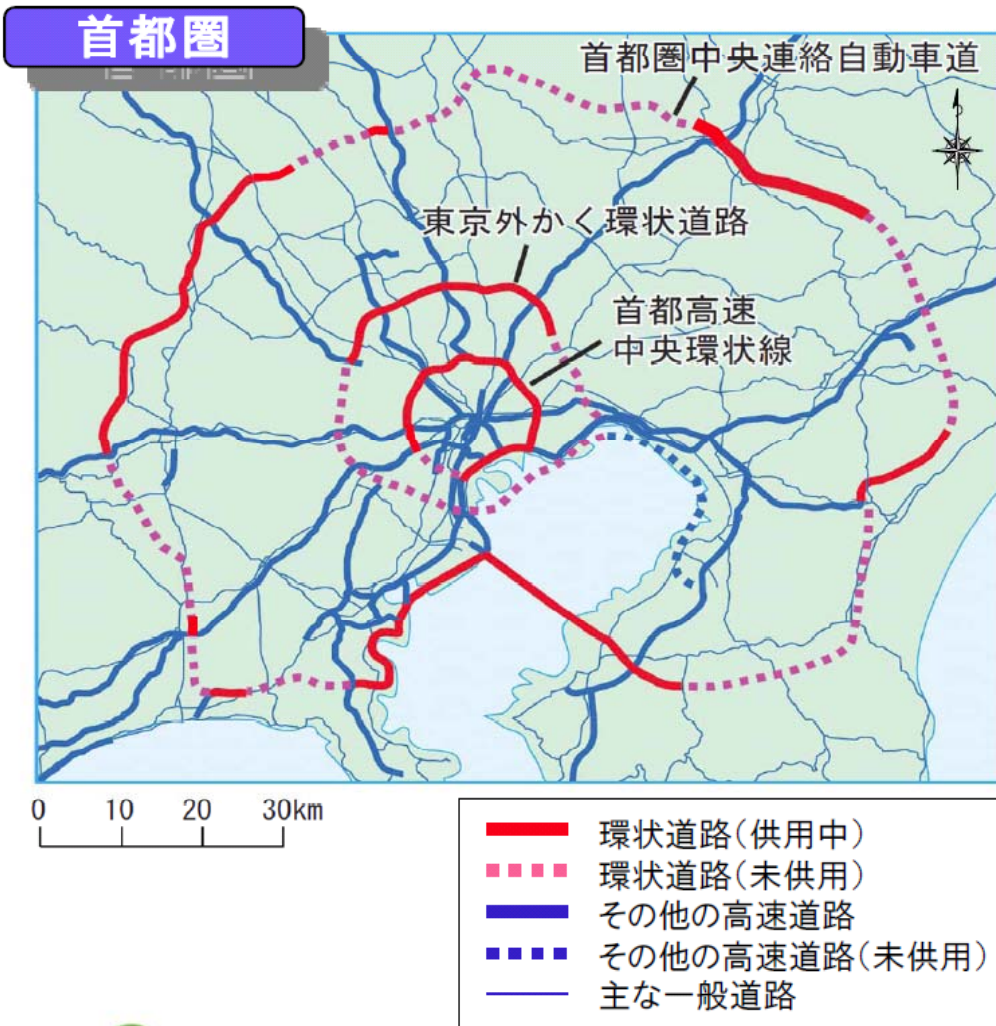 首都圏
首都圏中央連絡自動車道
東京外かく環状道路
首都高速
中央環状線
0 10 20 30km
環状道路(供用中)
環状道路(未供用)
その他の高速道路
その他の高速道路(未供用)
主な一般道路